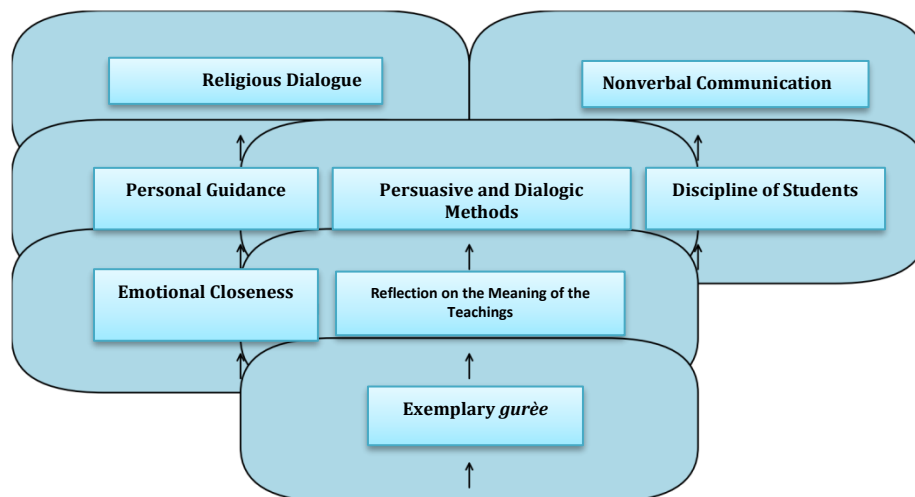 Religious Dialogue
Nonverbal Communication
Personal Guidance
Persuasive and Dialogic
Methods
Discipline of Students
Emotional Closeness
Reflection on the Meaning of the
Teachings
Exemplary gurèe